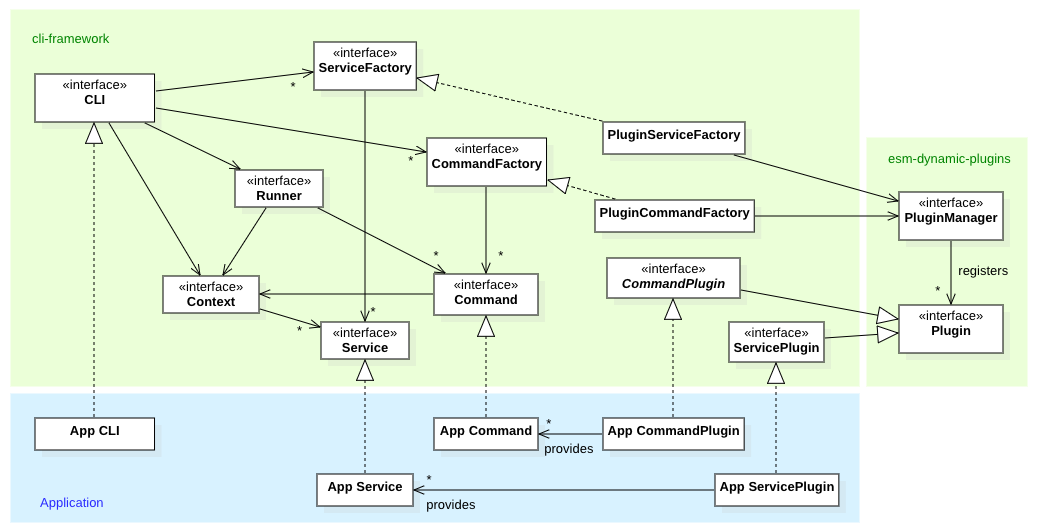 cli-framework
«interface»
ServiceFactory
«interface»
CLI
*
PluginServiceFactory
«interface»
CommandFactory
*
esm-dynamic-plugins
«interface»
Runner
PluginCommandFactory
«interface»
PluginManager
*
*
«interface»
CommandPlugin
registers
«interface»
Context
«interface»
Command
*
*
*
«interface»
Service
«interface»
ServicePlugin
«interface»
Plugin
App CLI
App Command
*
provides
App CommandPlugin
App Service
*
provides
App ServicePlugin
Application